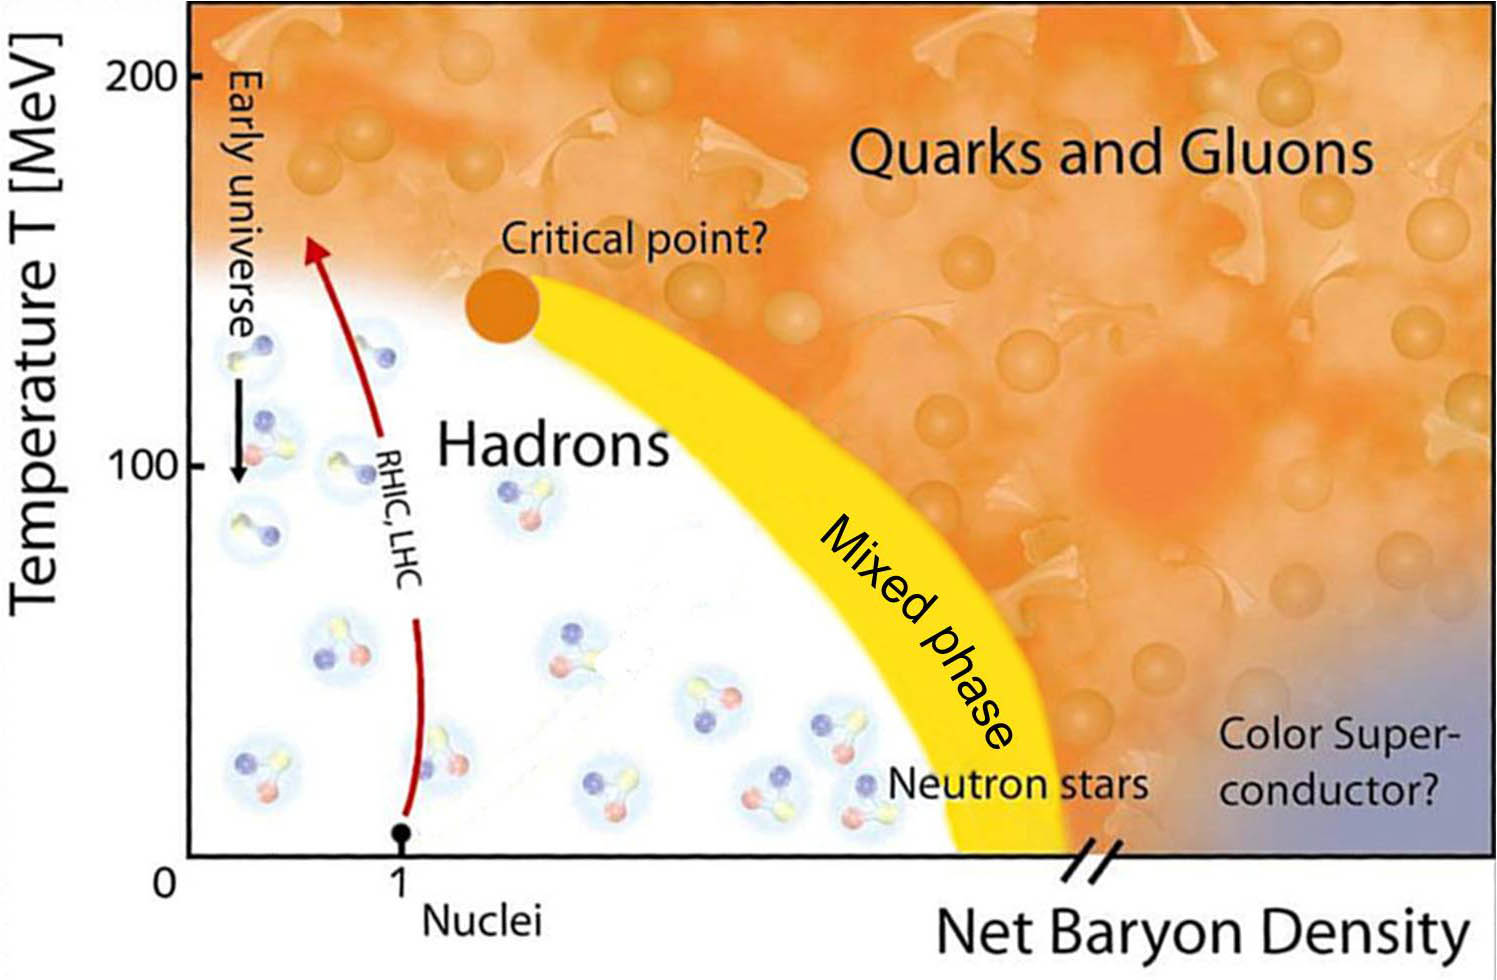 Temperature T [MeV]
200
100
0
Early universe
Quarks and Gluons
Critical point?
Hadrons
RHIC, LHC
Mixed phase
Neutron stars
Color Super-
conductor?
1
Nuclei
Net Baryon Density